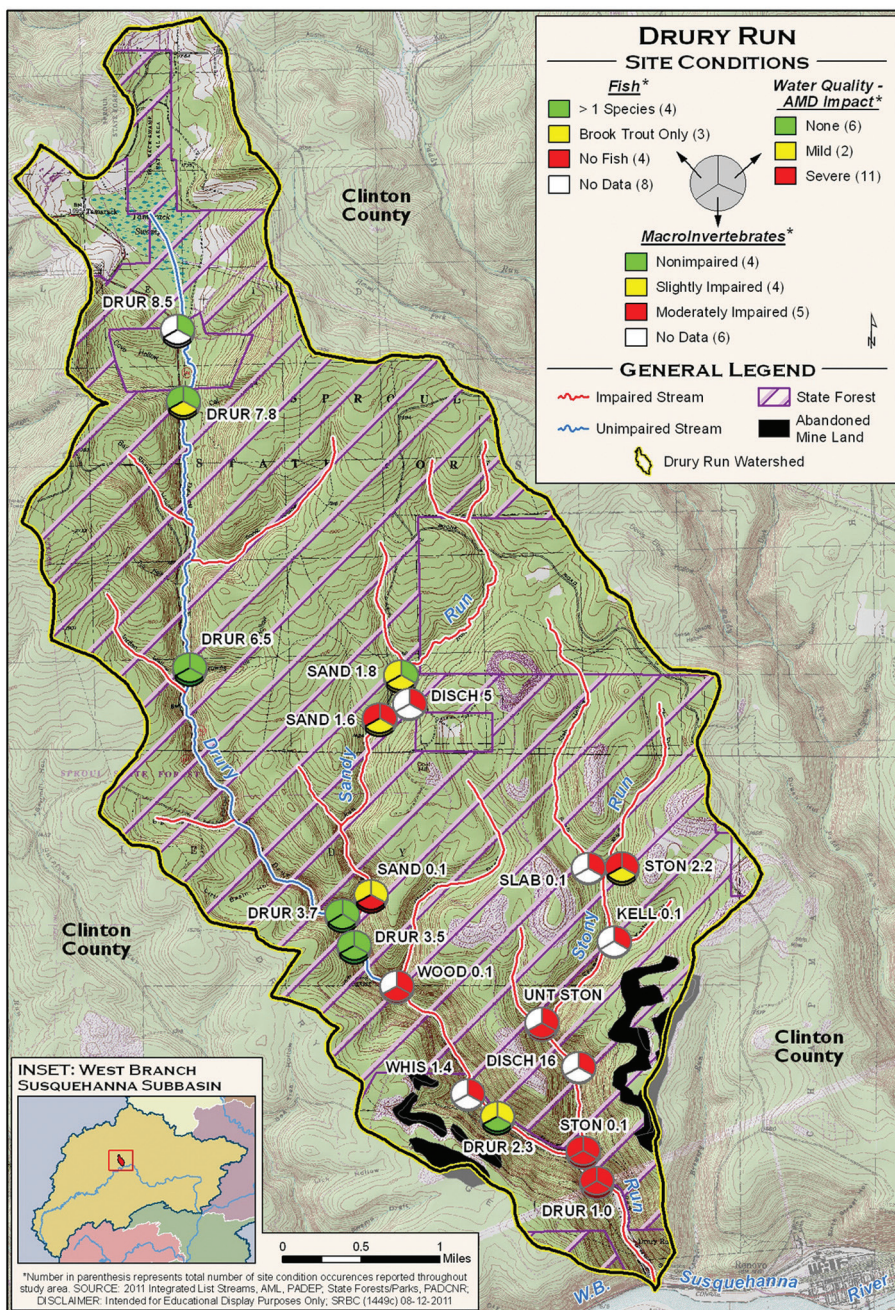 DRURY RUN
SITE CONDITIONS
Fish*
> 1 Species (4)
Brook Trout Only (3)
No Fish (4)
No Data (8)
Water Quality -
AMD Impact*
None (6)
Mild (2)
Severe (11)
MacroInvertebrates*
Nonimpaired (4)
Slightly Impaired (4)
Moderately Impaired (5)
No Data (6)
N
GENERAL LEGEND
Impaired Stream
Unimpaired Stream
State Forest
Abandoned
Mine Land
Drury Run Watershed
Clinton
County
Tamarack
DRUR 8.5
DRUR 7.8
SPROUL
STATE FORES
DRUR 6.5
Run
SAND 1.8
DISCH 5
SAND 1.6
Drury
Sandy
Run
SAND 0.1
SLAB 0.1
STON 2.2
DRUR 3.7
KELL 0.1
Clinton
County
DRUR 3.5
Stony
WOOD 0.1
UNT STON
Clinton
County
WHIS 1.4
DISCH 16
DRUR 2.3
STON 0.1
DRUR 1.0
Run
Renovo
W.B. Susquehanna River
INSET: WEST BRANCH
SUSQUEHANNA SUBBASIN
0 0.5 1
Miles
*Number in parenthesis represents total number of site condition occurences reported throughout
study area. SOURCE: 2011 Integrated List Streams, AML, PADEP; State Forests/Parks, PADCNR;
DISCLAIMER: Intended for Educational Display Purposes Only; SRBC (1449c) 08-12-2011